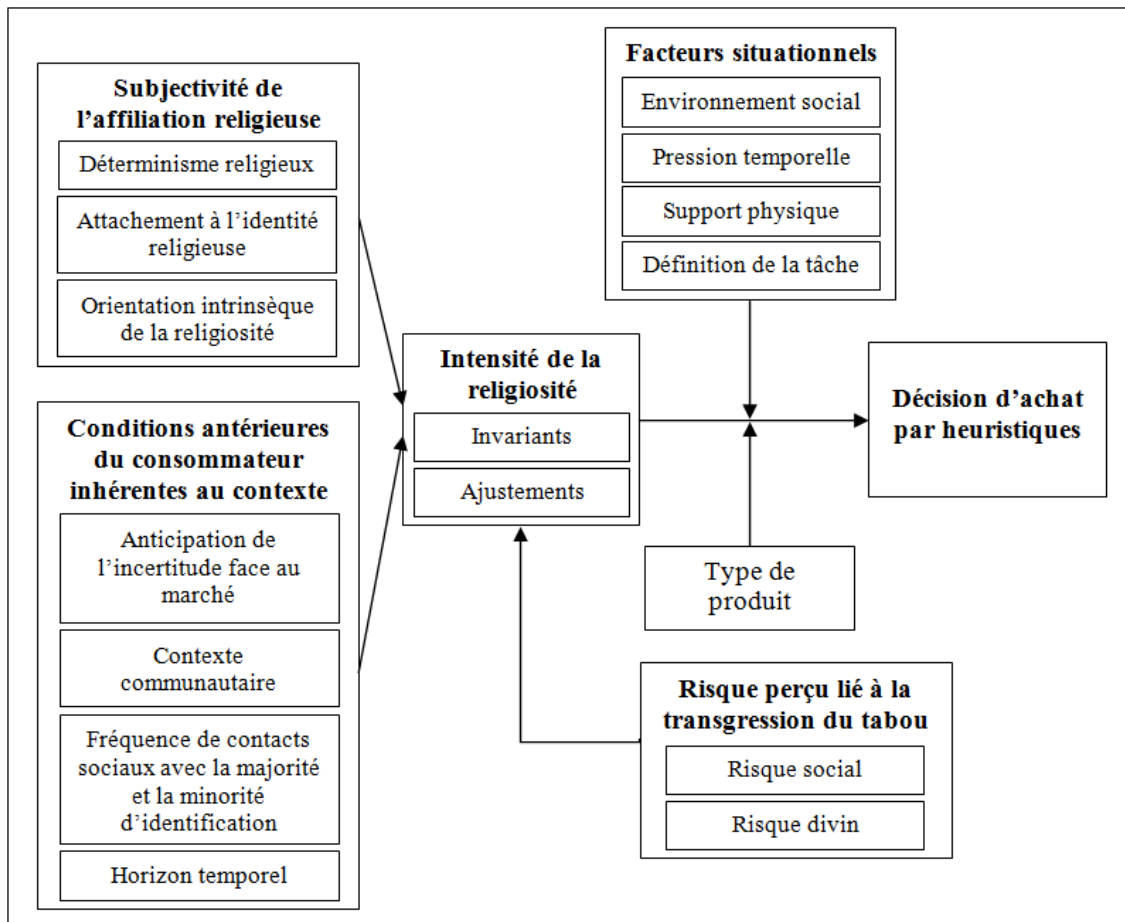 Subjectivité de
l’affiliation religieuse
Déterminisme religieux
Attachement à l’identité
religieuse
Orientation intrinsèque
de la religiosité
Conditions antérieures
du consommateur
inhérentes au contexte
Anticipation de
l’incertitude face au
marché
Contexte
communautaire
Fréquence de contacts
sociaux avec la majorité
et la minorité
d’identification
Horizon temporel
Intensité de la
religiosité
Invariants
Ajustements
Facteurs situationnels
Environnement social
Pression temporelle
Support physique
Définition de la tâche
Type de
produit
Risque perçu lié à la
transgression du tabou
Risque social
Risque divin
Décision d’achat
par heuristiques